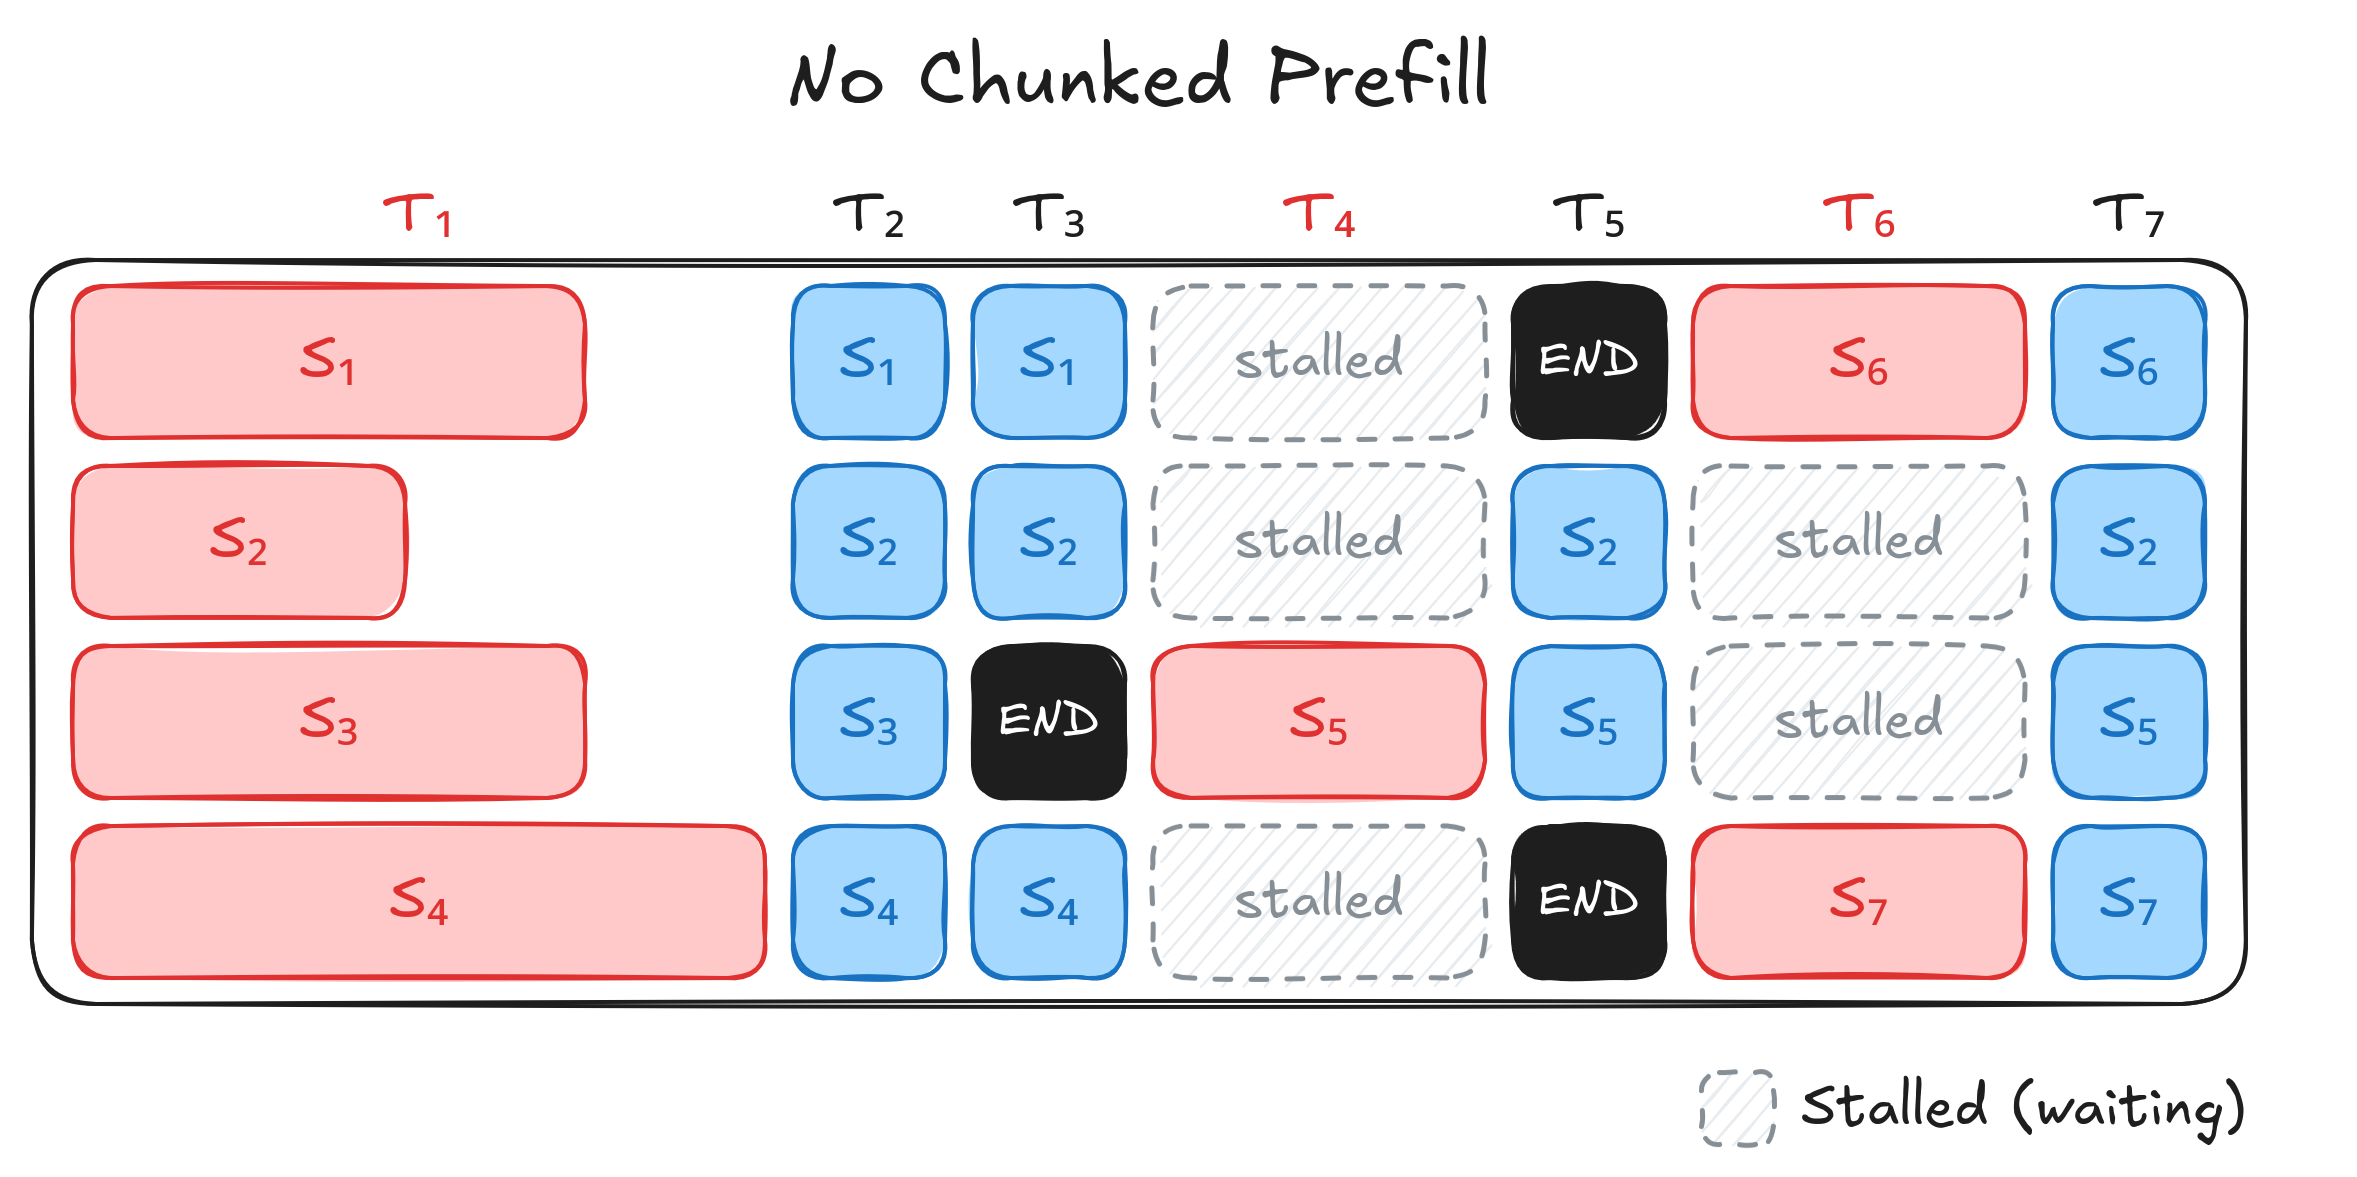 No Chunked Prefill
T₁ T₂ T₃ T₄ T₅ T₆ T₇
S₁ S₁ S₁ stalled END S₆ S₆
S₂ S₂ S₂ stalled S₂ stalled S₂
S₃ S₃ END S₅ S₅ stalled S₅
S₄ S₄ S₄ stalled END S₇ S₇
Stalled (waiting)